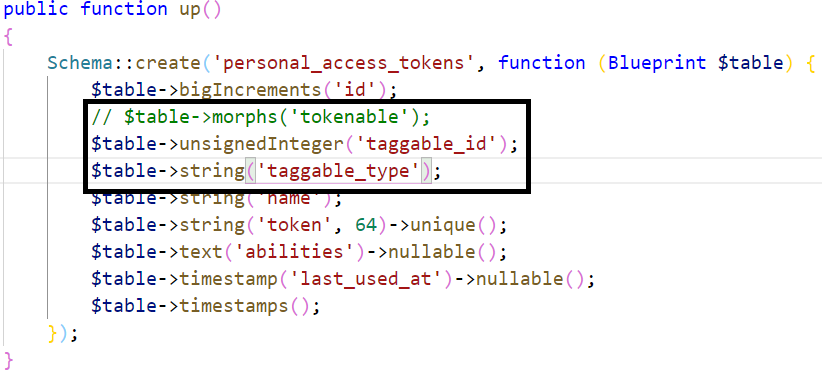 public function up()
{
    Schema::create('personal_access_tokens', function (Blueprint $table) {
        $table->bigIncrements('id');
        // $table->morphs('tokenable');
        $table->unsignedInteger('taggable_id');
        $table->string('taggable_type');
        $table->string('name');
        $table->string('token', 64)->unique();
        $table->text('abilities')->nullable();
        $table->timestamp('last_used_at')->nullable();
        $table->timestamps();
    });
}